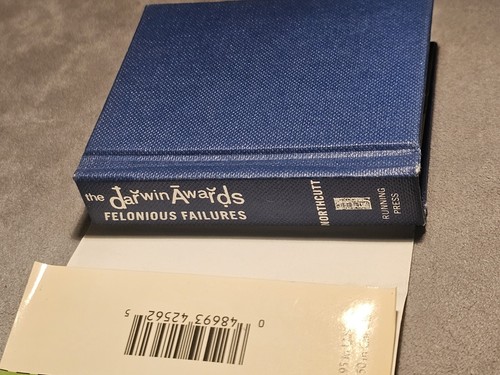 the darwin Awards
FELONIOUS FAILURES
NORTHCUTT
RUNNING
PRESS
0 48693 42562 5